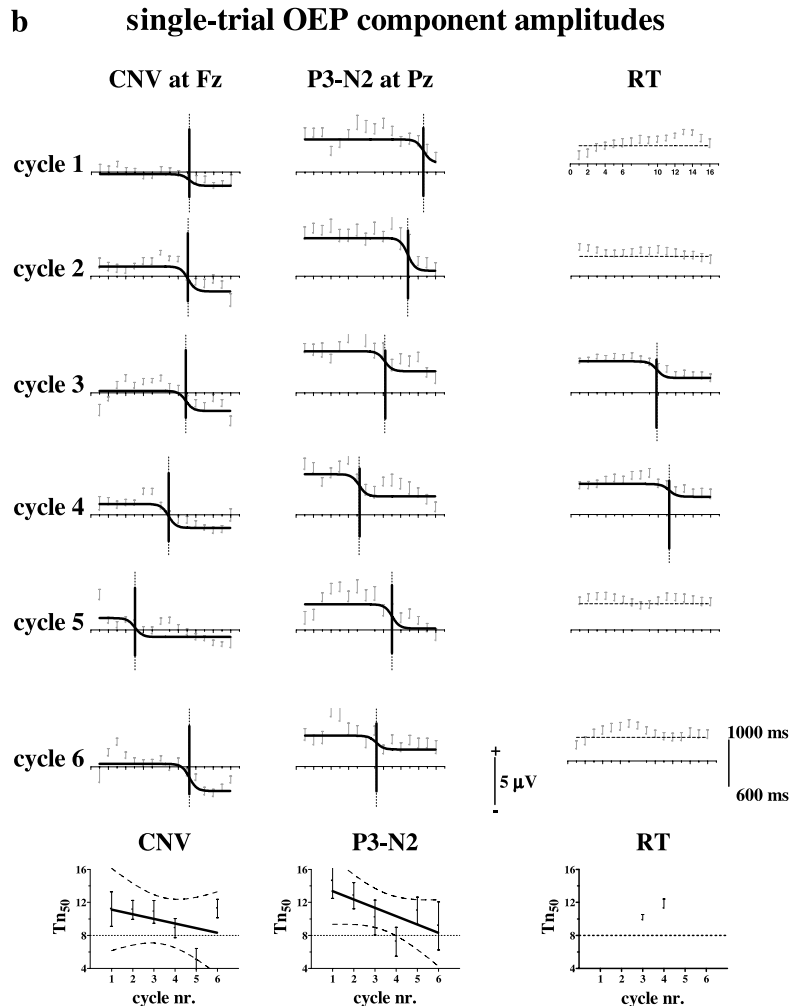 b single-trial OEP component amplitudes
CNV at Fz P3-N2 at Pz RT
cycle 1
0 2 4 6 10 12 14 16
cycle 2
cycle 3
cycle 4
cycle 5
cycle 6
+
5 µV
-
1000 ms
600 ms
CNV P3-N2 RT
Tn50
16
12
8
4
1 2 3 4 5 6
cycle nr.
Tn50
16
12
8
4
1 2 3 4 5 6
cycle nr.
Tn50
16
12
8
4
1 2 3 4 5 6
cycle nr.